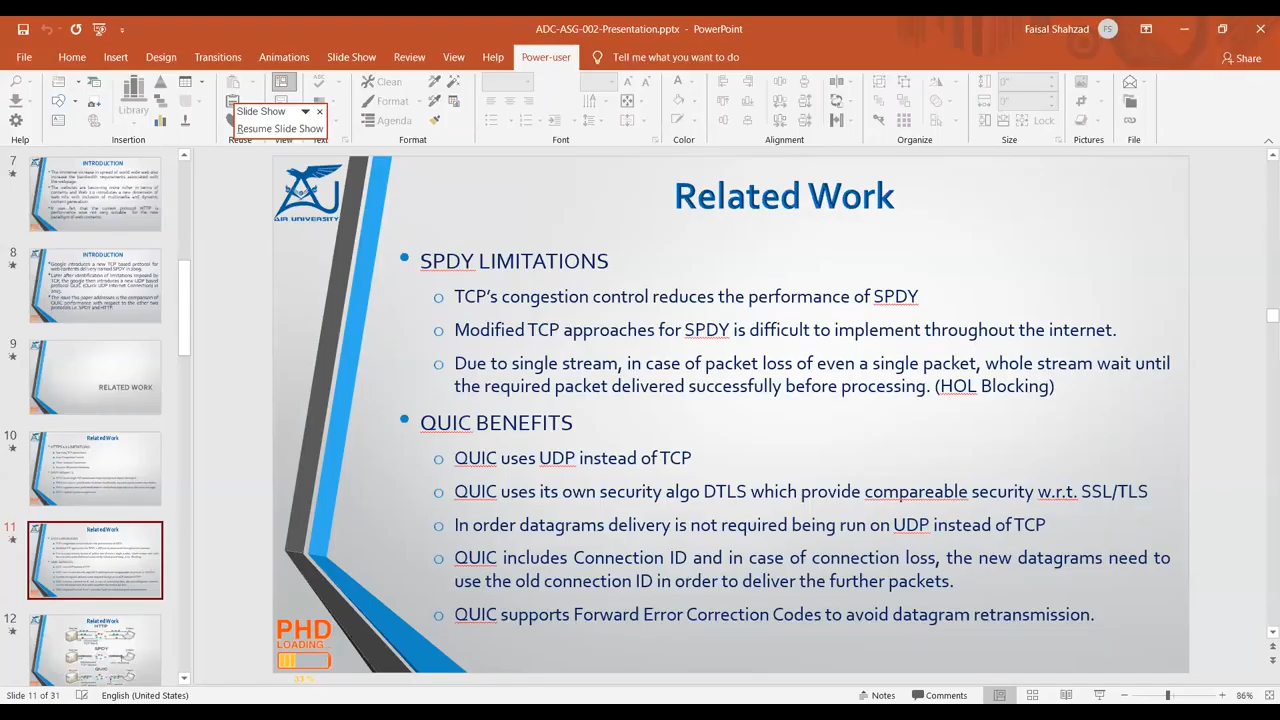 ADC-ASG-002-Presentation.pptx - PowerPoint
Faisal Shahzad
FS
File Home Insert Design Transitions Animations Slide Show Review View Help Power-user Tell me what you want to do
Share
Library
Clean
Format
Agenda
Lock
Slide Show
Resume Slide Show
Insertion Reuse Text Format Font Color Alignment Organize Size Pictures File
7
INTRODUCTION
8
INTRODUCTION
9
RELATED WORK
10
Related Work
11
Related Work
12
HTTP
SPDY
QUIC
AIR UNIVERSITY
Related Work
• SPDY LIMITATIONS
o TCP's congestion control reduces the performance of SPDY
o Modified TCP approaches for SPDY is difficult to implement throughout the internet.
o Due to single stream, in case of packet loss of even a single packet, whole stream wait until
the required packet delivered successfully before processing. (HOL Blocking)
• QUIC BENEFITS
o QUIC uses UDP instead of TCP
o QUIC uses its own security algo DTLS which provide compareable security w.r.t. SSL/TLS
o In order datagrams delivery is not required being run on UDP instead of TCP
o QUIC includes Connection ID and in case of connection loss, the new datagrams need to
use the old connection ID in order to deliver the further packets.
o QUIC supports Forward Error Correction Codes to avoid datagram retransmission.
PHD
LOADING...
33 %
Slide 11 of 31 English (United States) Notes Comments 86%